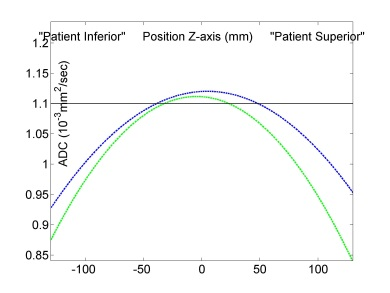 "Patient Inferior" Position Z-axis (mm) "Patient Superior"
ADC (10⁻³mm²/sec)
1.2
1.15
1.1
1.05
1
0.95
0.9
0.85
-100 -50 0 50 100